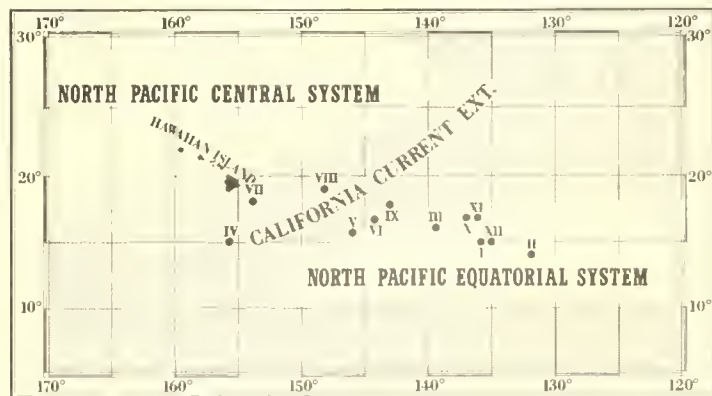 170° 160° 150° 140° 130° 120°
30° 30°
NORTH PACIFIC CENTRAL SYSTEM
HAWAIIAN ISLAND
CALIFORNIA CURRENT EXT.
20° 20°
VII VIII
IX III X XI
IV V VI I XII II
NORTH PACIFIC EQUATORIAL SYSTEM
10° 10°
170° 160° 150° 140° 130° 120°